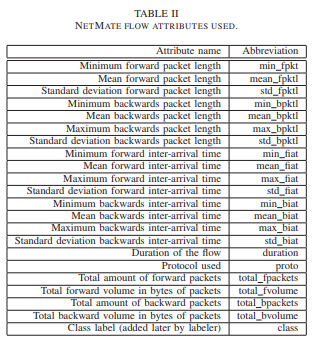 TABLE II
NETMATE FLOW ATTRIBUTES USED.
Attribute name Abbreviation
Minimum forward packet length min_fpkt
Mean forward packet length mean_fpktl
Standard deviation forward packet length std_fpktl
Minimum backwards packet length min_bpkt
Mean backwards packet length mean_bpktl
Maximum backwards packet length max_bpktl
Standard deviation backwards packet length std_bpktl
Minimum forward inter-arrival time min_fiat
Mean forward inter-arrival time mean_fiat
Maximum forward inter-arrival time max_fiat
Standard deviation forward inter-arrival time std_fiat
Minimum backwards inter-arrival time min_biat
Mean backwards inter-arrival time mean_biat
Maximum backwards inter-arrival time max_biat
Standard deviation backwards inter-arrival time std_biat
Duration of the flow duration
Protocol used proto
Total amount of forward packets total_fpackets
Total forward volume in bytes of packets total_fvolume
Total amount of backward packets total_bpackets
Total backward volume in bytes of packets total_bvolume
Class label (added later by labeler) class